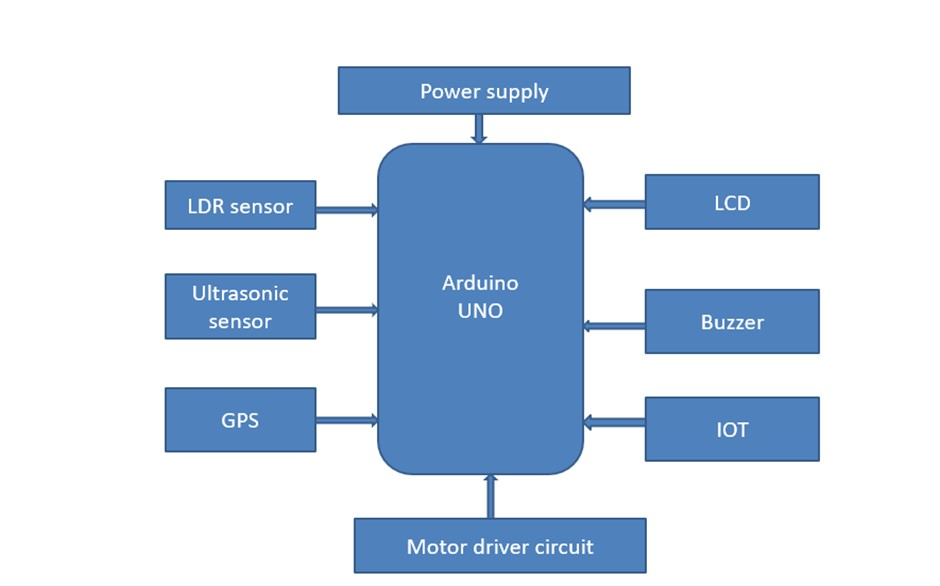 Power supply
LDR sensor
LCD
Ultrasonic
sensor
Arduino
UNO
Buzzer
GPS
IOT
Motor driver circuit